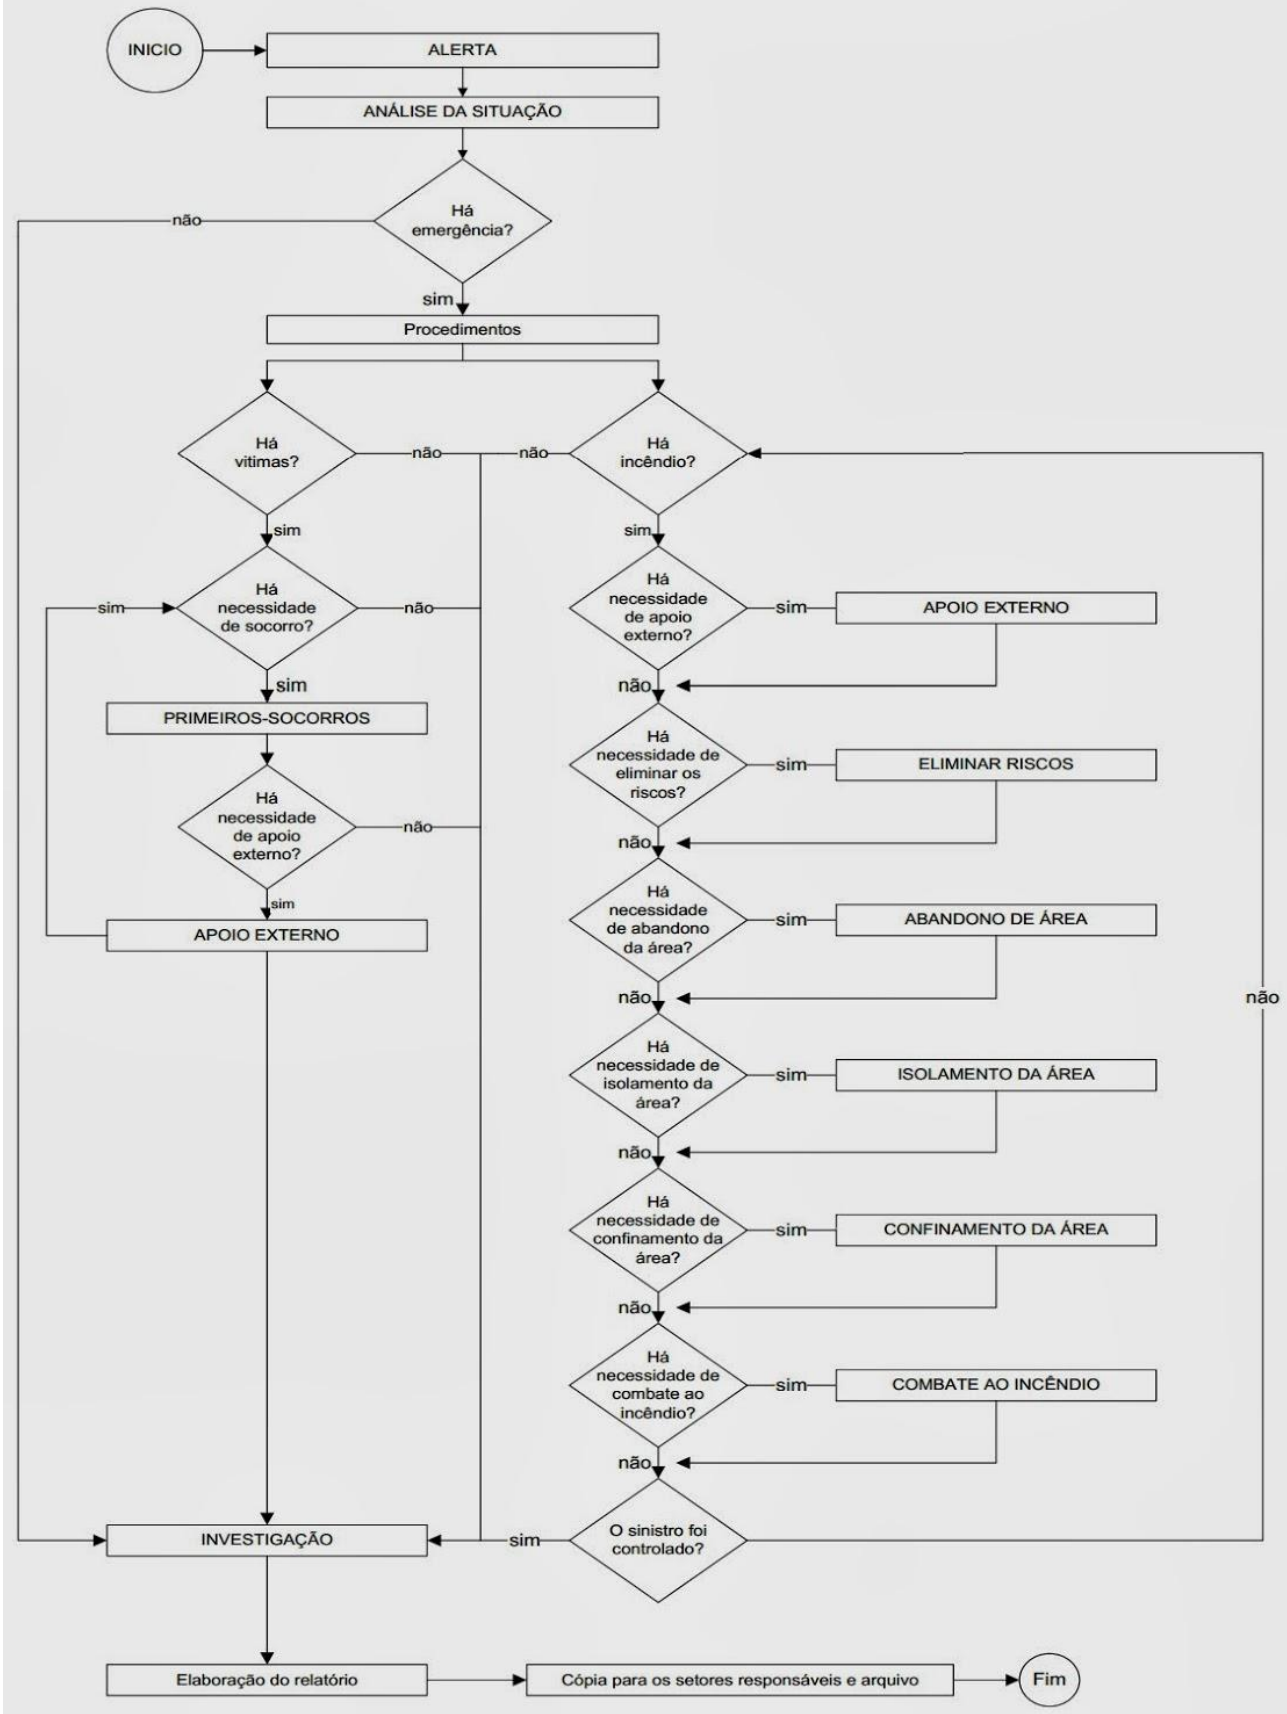 INICIO
ALERTA
ANÁLISE DA SITUAÇÃO
Há
emergência?
não
sim
Procedimentos
Há
vitimas?
não
não
Há
incêndio?
sim
sim
Há
necessidade
de socorro?
sim
não
Há
necessidade
de apoio
externo?
sim
APOIO EXTERNO
sim
não
PRIMEIROS-SOCORROS
Há
necessidade de
eliminar os
riscos?
sim
ELIMINAR RISCOS
Há
necessidade
de apoio
externo?
não
não
sim
APOIO EXTERNO
Há
necessidade
de abandono
da área?
sim
ABANDONO DE ÁREA
não
não
Há
necessidade de
isolamento da
área?
sim
ISOLAMENTO DA ÁREA
não
Há
necessidade de
confinamento da
área?
sim
CONFINAMENTO DA ÁREA
não
Há
necessidade de
combate ao
incêndio?
sim
COMBATE AO INCÊNDIO
não
INVESTIGAÇÃO
sim
O sinistro foi
controlado?
Elaboração do relatório
Cópia para os setores responsáveis e arquivo
Fim